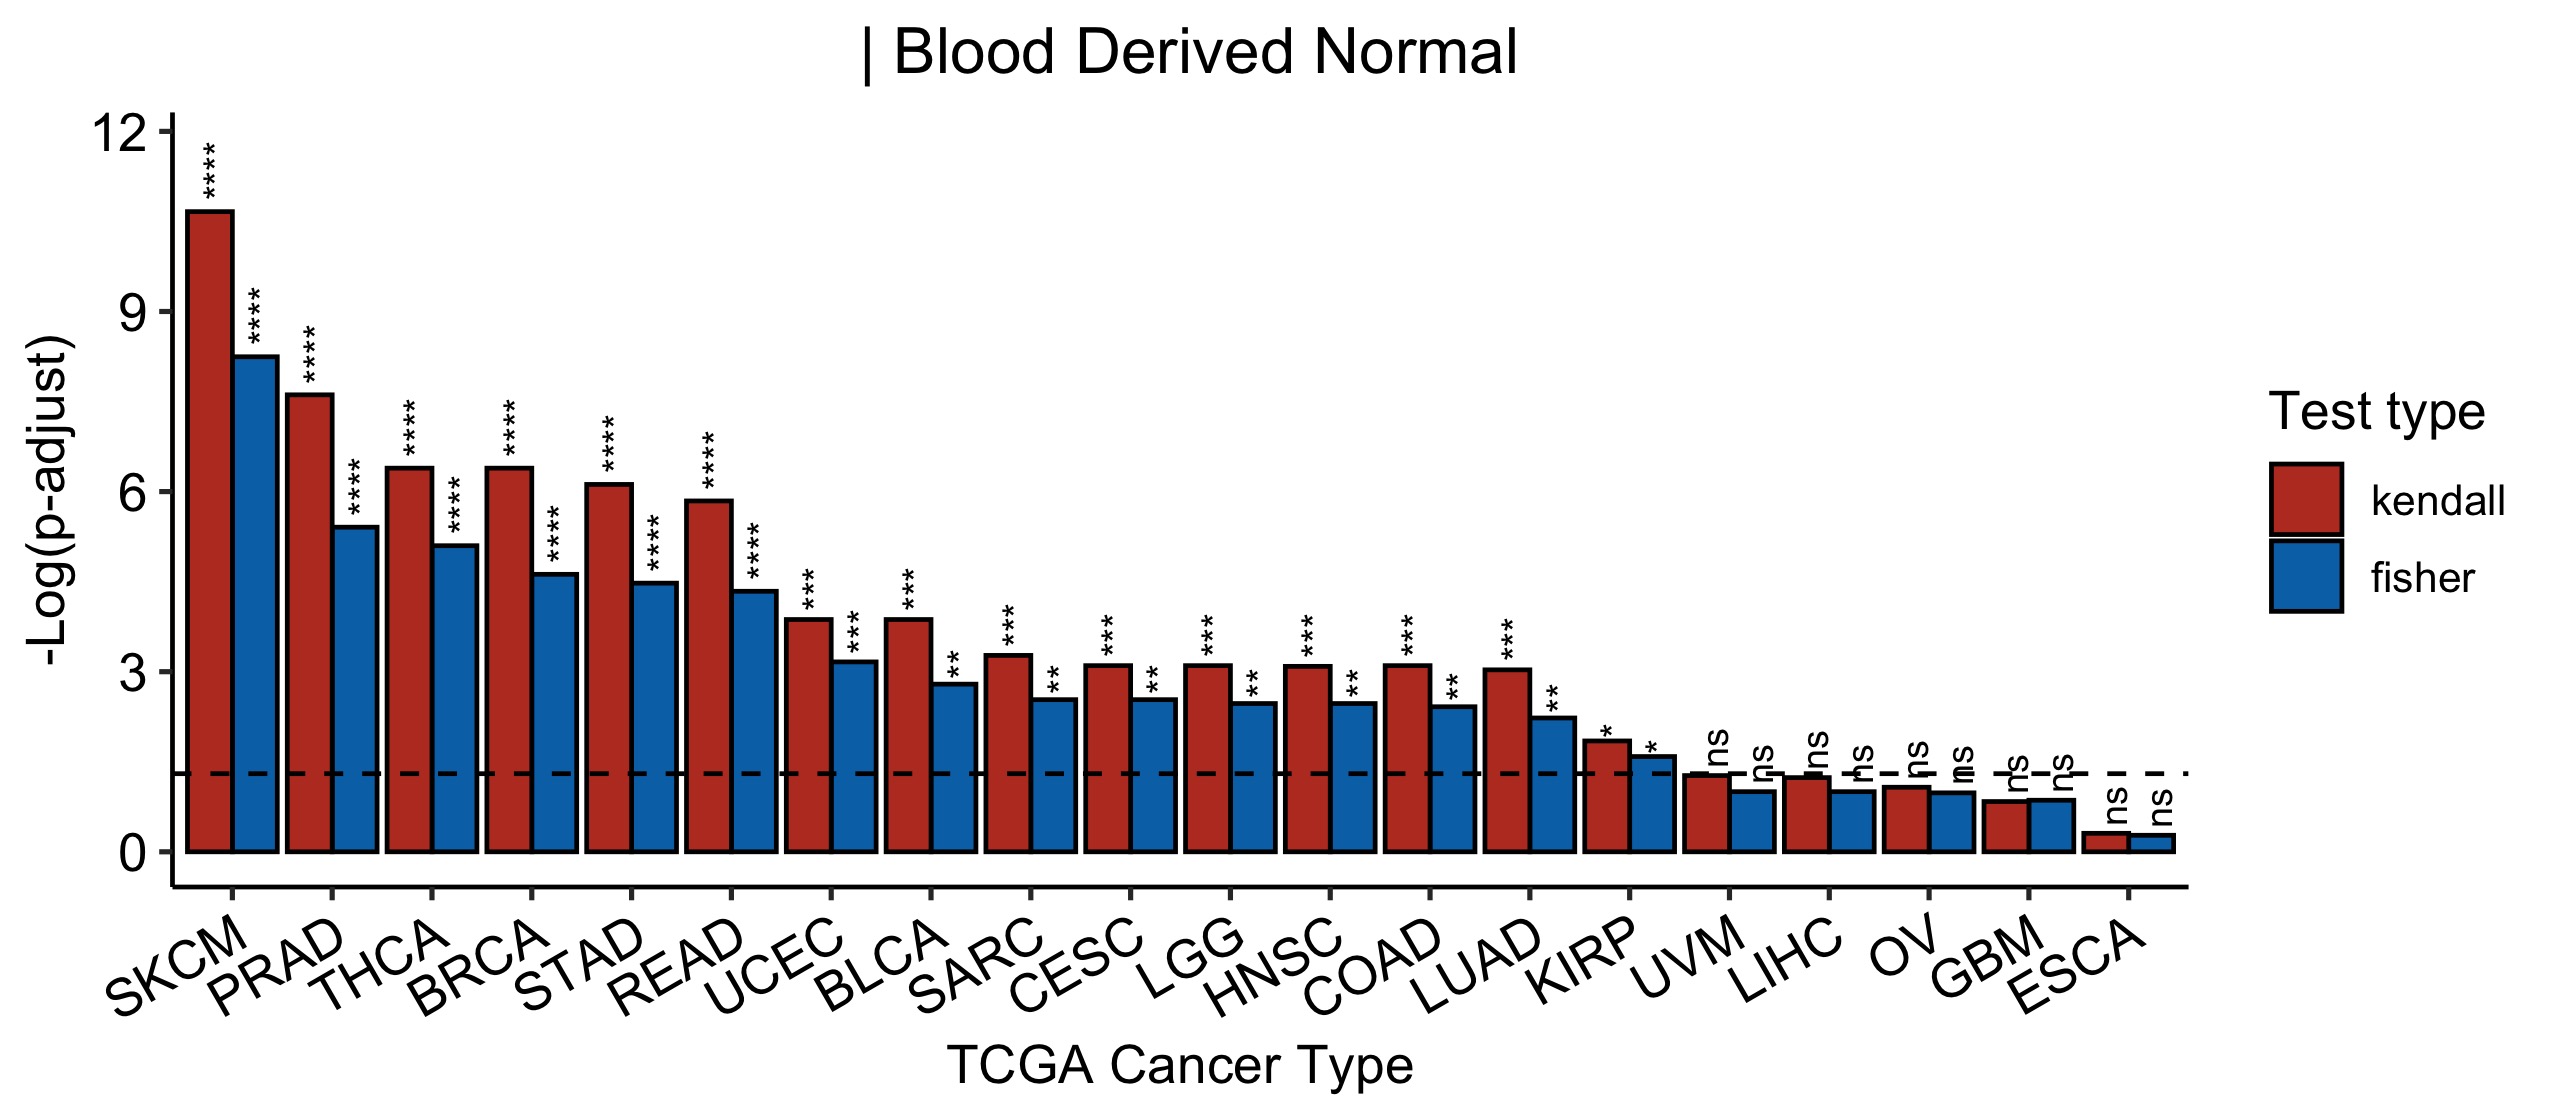 | Blood Derived Normal
-Log(p-adjust)
12
9
6
3
0
**** **** **** **** **** **** **** **** **** **** **** **** *** *** *** ** *** ** *** ** *** ** *** ** *** ** *** ** * * ns ns ns ns ns ns ns ns ns ns
SKCM PRAD THCA BRCA STAD READ UCEC BLCA SARC CESC LGG HNSC COAD LUAD KIRP UVM LIHC OV GBM ESCA
TCGA Cancer Type
Test type
kendall
fisher